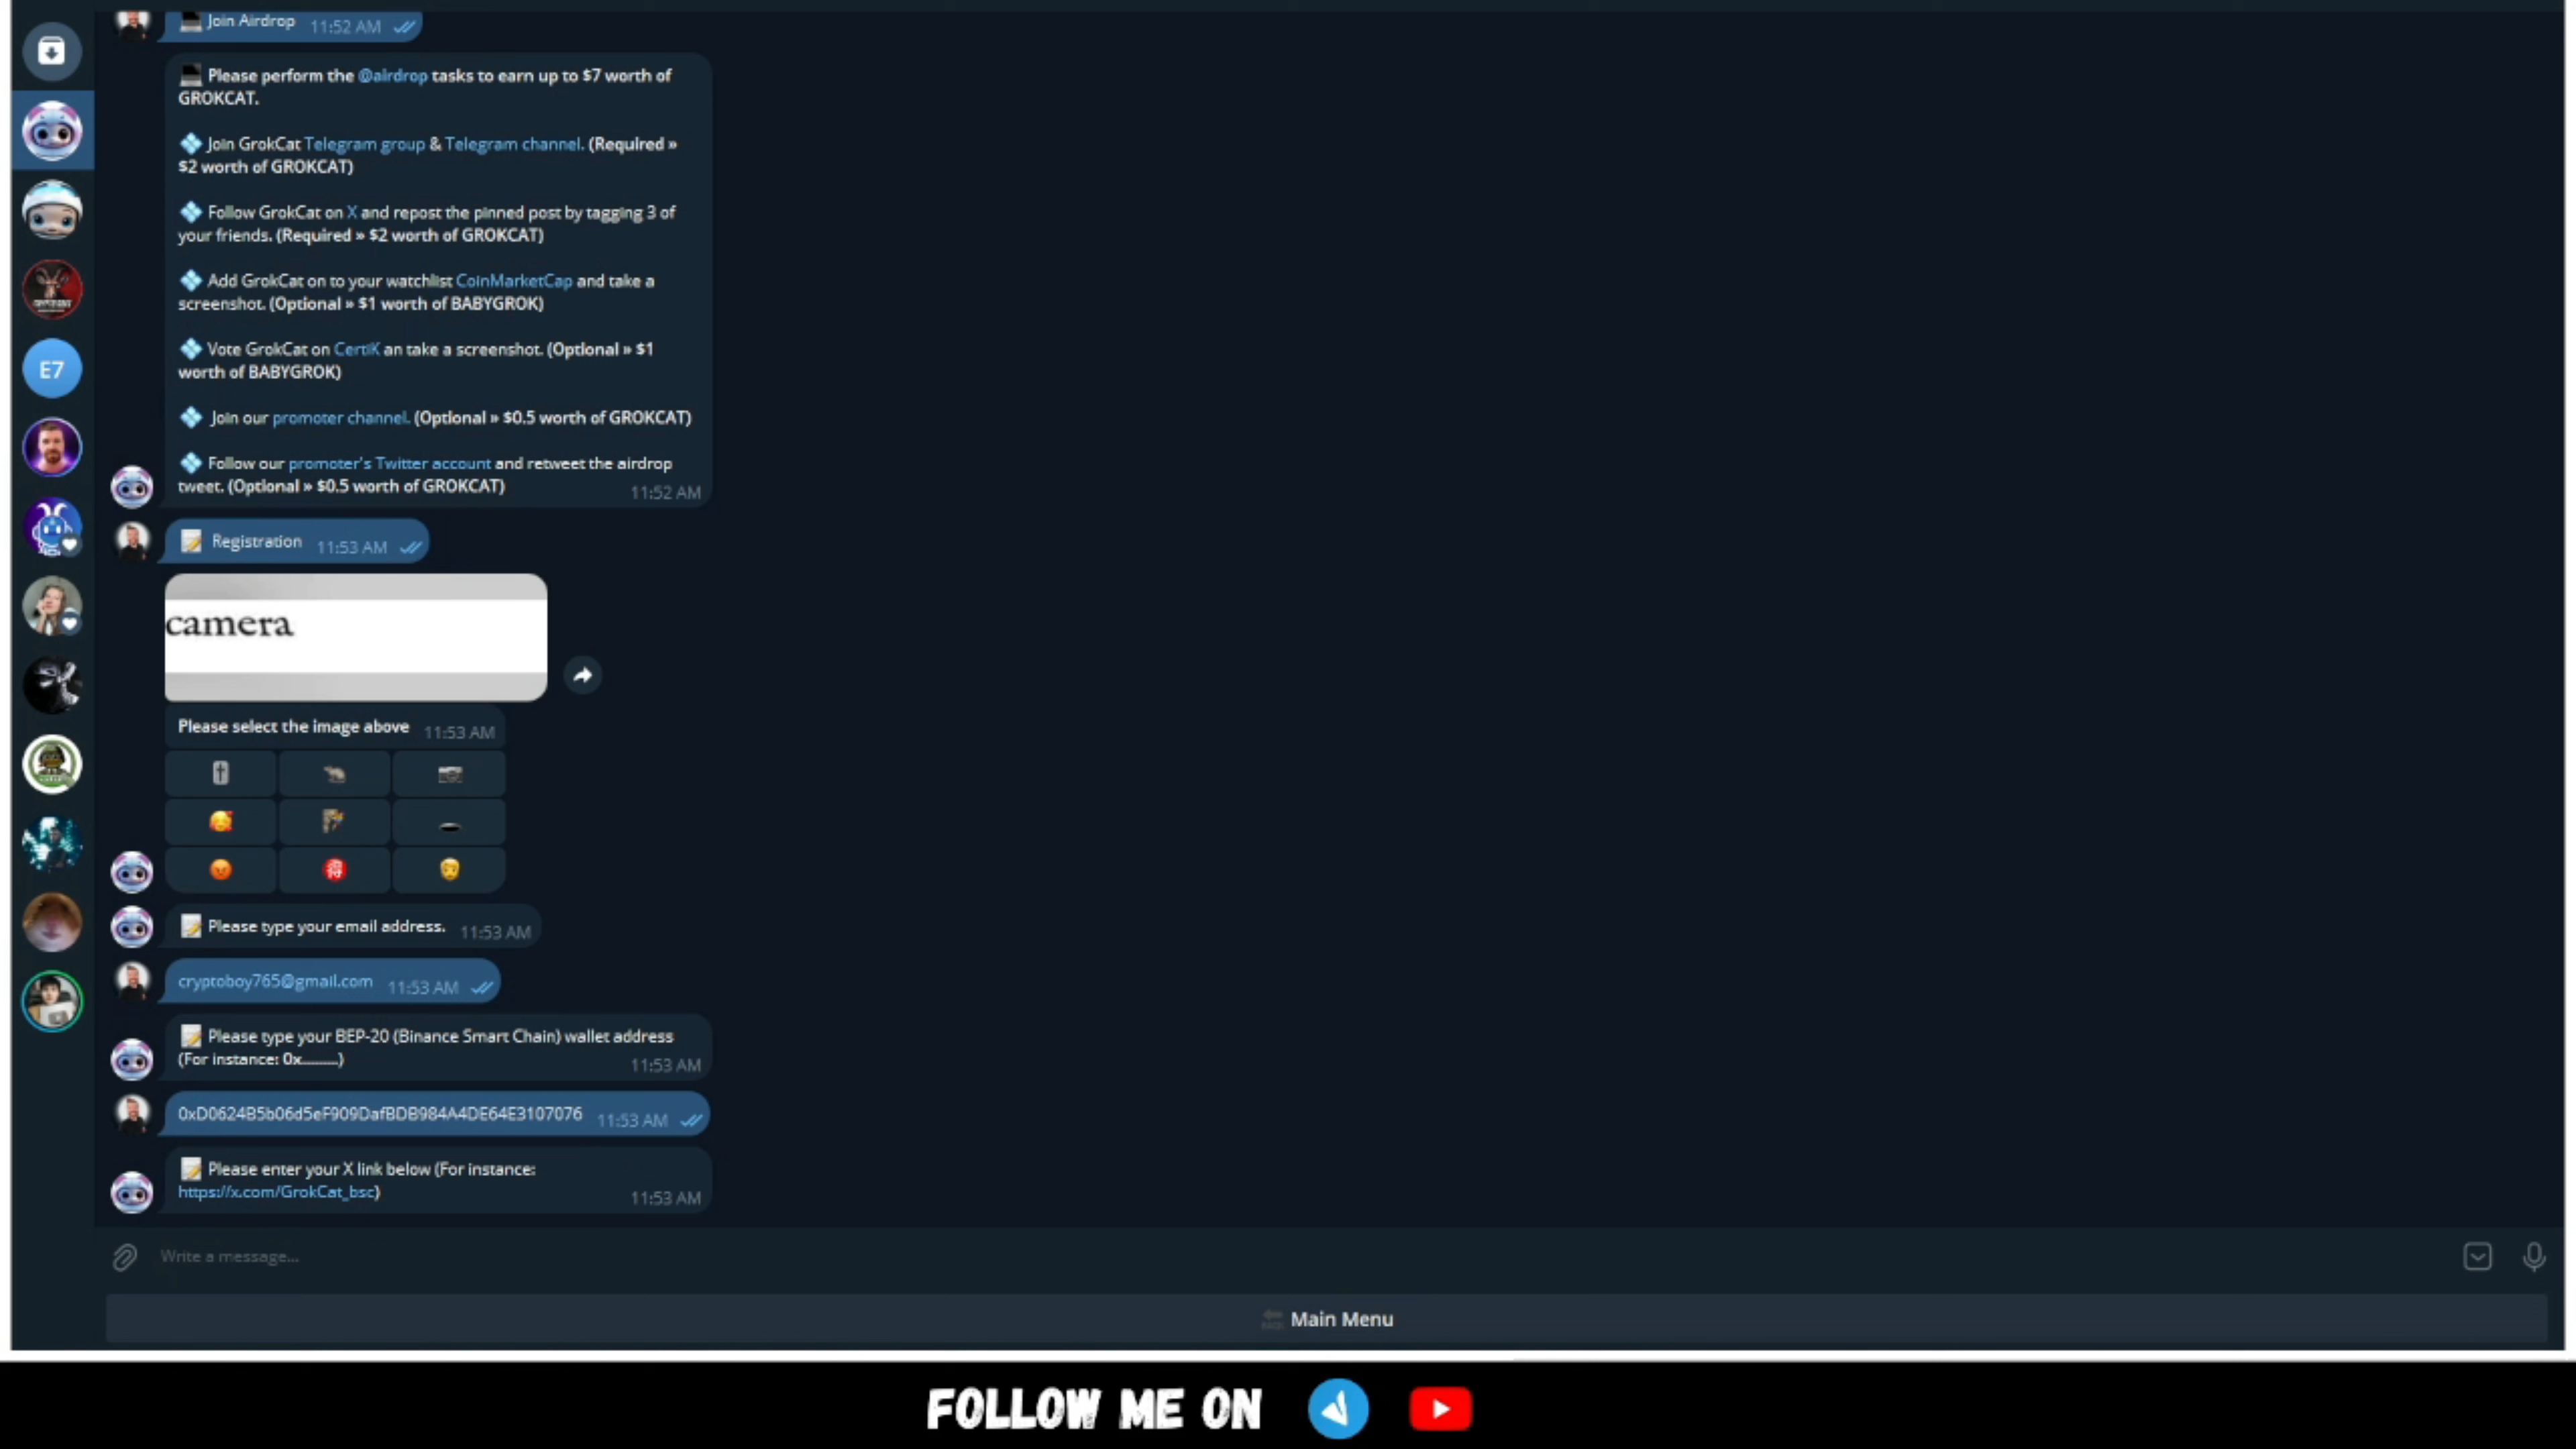 Join Airdrop 11:52 AM
Please perform the @airdrop tasks to earn up to $7 worth of
GROKCAT.
Join GrokCat Telegram group & Telegram channel. (Required »
$2 worth of GROKCAT)
Follow GrokCat on X and repost the pinned post by tagging 3 of
your friends. (Required » $2 worth of GROKCAT)
Add GrokCat on to your watchlist CoinMarketCap and take a
screenshot. (Optional » $1 worth of BABYGROK)
Vote GrokCat on CertiK an take a screenshot. (Optional » $1
worth of BABYGROK)
Join our promoter channel. (Optional » $0.5 worth of GROKCAT)
E7
Follow our promoter's Twitter account and retweet the airdrop
tweet. (Optional » $0.5 worth of GROKCAT) 11:52 AM
Registration 11:53 AM
camera
Please select the image above 11:53 AM
得
Please type your email address. 11:53 AM
cryptoboy765@gmail.com 11:53 AM
Please type your BEP-20 (Binance Smart Chain) wallet address
(For instance: 0x.........) 11:53 AM
0xD0624B5b06d5eF909DafBDB984A4DE64E3107076 11:53 AM
Please enter your X link below (For instance:
https://x.com/GrokCat_bsc) 11:53 AM
Write a message...
Main Menu
FOLLOW ME ON